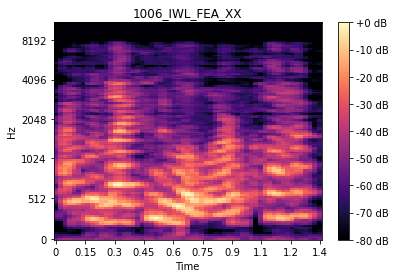 1006_IWL_FEA_XX
Hz
8192
4096
2048
1024
512
0
0 0.15 0.3 0.45 0.6 0.75 0.9 1.1 1.2 1.4
Time
+0 dB
-10 dB
-20 dB
-30 dB
-40 dB
-50 dB
-60 dB
-70 dB
-80 dB